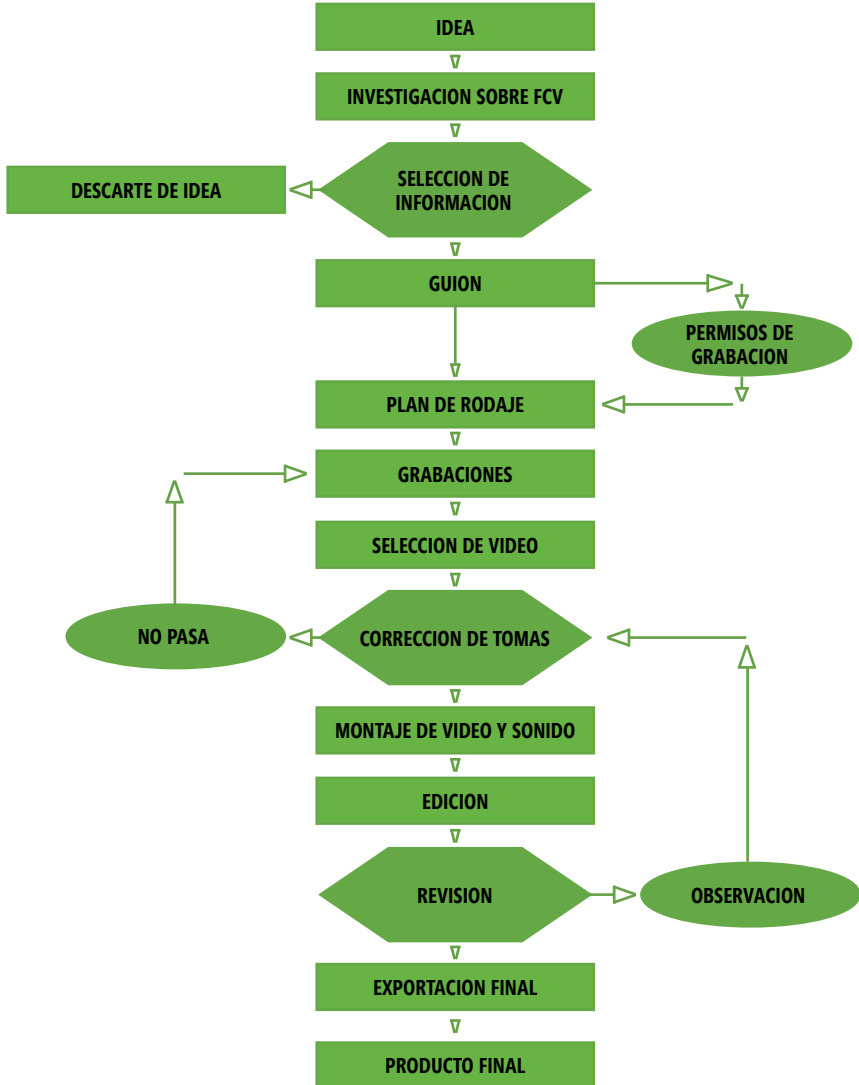 IDEA
INVESTIGACION SOBRE FCV
SELECCION DE
INFORMACION
DESCARTE DE IDEA
GUION
PERMISOS DE
GRABACION
PLAN DE RODAJE
GRABACIONES
SELECCION DE VIDEO
CORRECCION DE TOMAS
NO PASA
MONTAJE DE VIDEO Y SONIDO
EDICION
REVISION
OBSERVACION
EXPORTACION FINAL
PRODUCTO FINAL